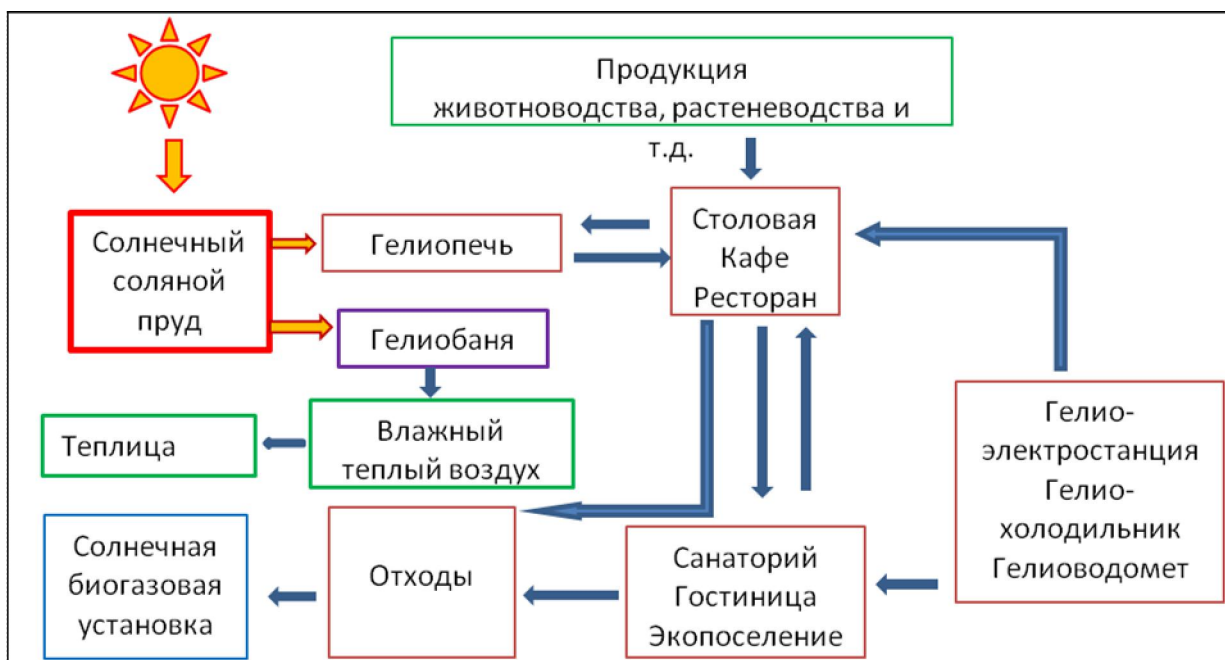 Продукция
животноводства, растеневодства и
т.д.
Солнечный
соляной
пруд
Гелиопечь
Столовая
Кафе
Ресторан
Гелиобаня
Теплица
Влажный
теплый воздух
Гелио-
электростанция
Гелио-
холодильник
Гелиоводомет
Солнечная
биогазовая
установка
Отходы
Санаторий
Гостиница
Экопоселение